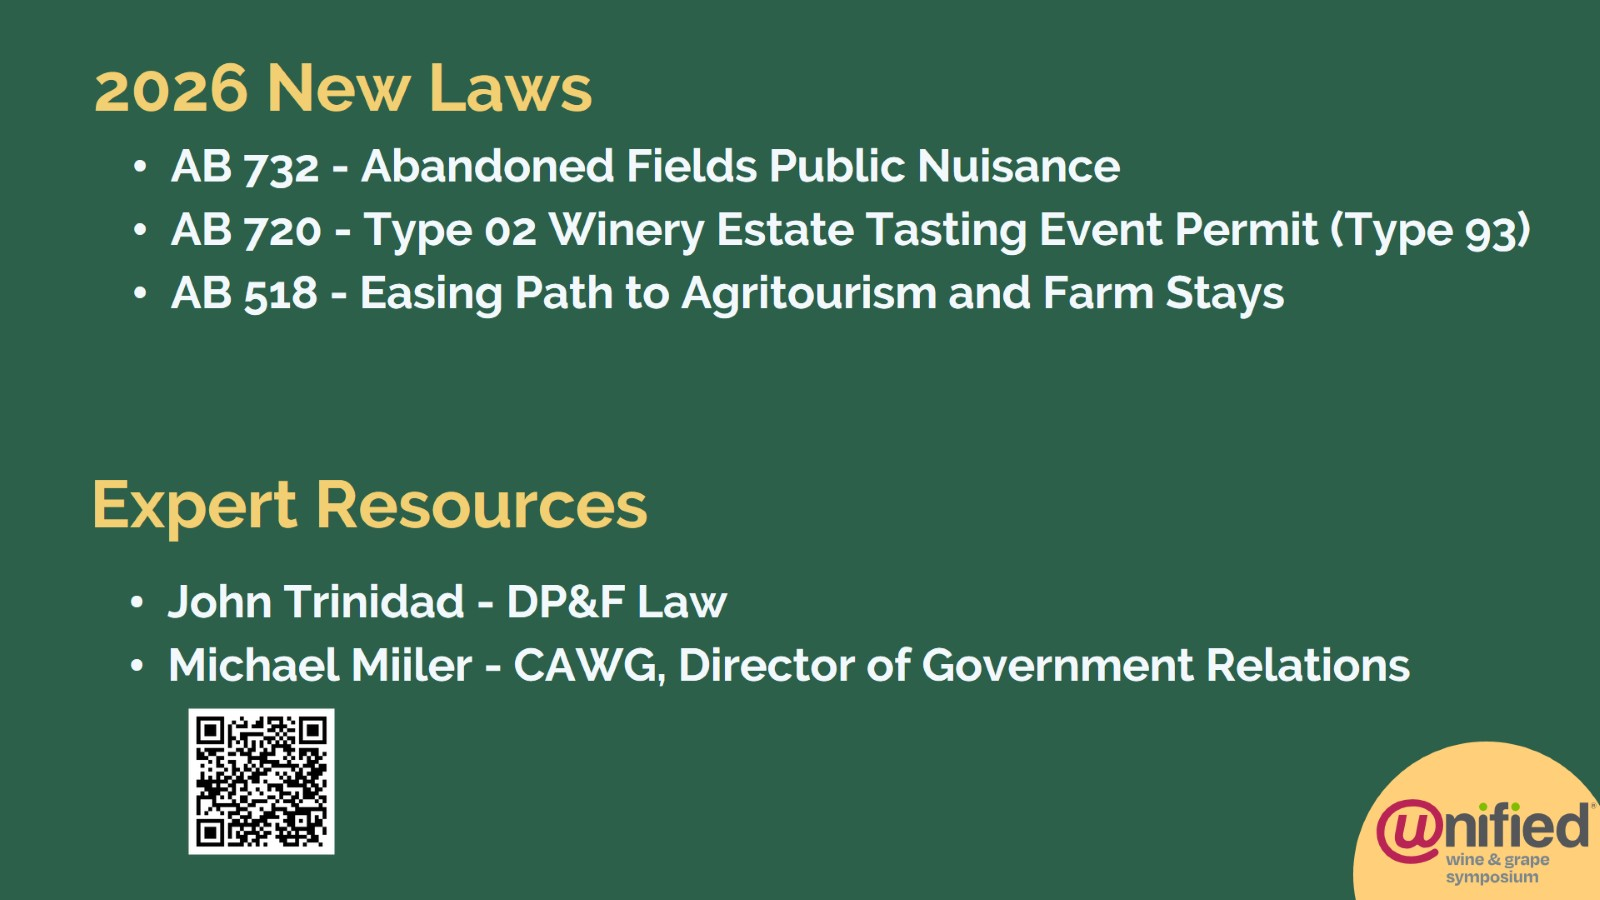 2026 New Laws
• AB 732 - Abandoned Fields Public Nuisance
• AB 720 - Type 02 Winery Estate Tasting Event Permit (Type 93)
• AB 518 - Easing Path to Agritourism and Farm Stays
Expert Resources
• John Trinidad - DP&F Law
• Michael Miiler - CAWG, Director of Government Relations
@unified®
wine & grape
symposium